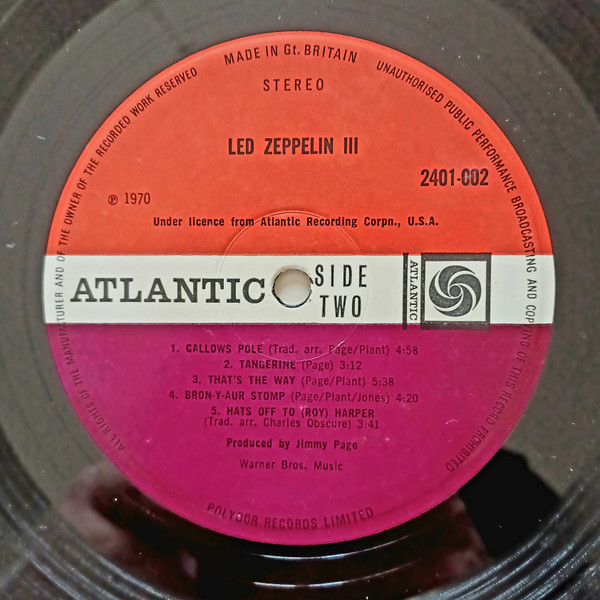 MADE IN Gt. BRITAIN
UNAUTHORISED PUBLIC PERFORMANCE BROADCASTING AND COPYING OF THIS RECORD PROHIBITED
ALL RIGHTS OF THE MANUFACTURER AND OF THE OWNER OF THE RECORDED WORK RESERVED
STEREO
LED ZEPPELIN III
2401-002
℗ 1970
Under licence from Atlantic Recording Corpn., U.S.A.
ATLANTIC
SIDE
TWO
ATLANTIC
1. GALLOWS POLE (Trad. arr. Page/Plant) 4:58
2. TANGERINE (Page) 3:12
3. THAT'S THE WAY (Page/Plant) 5:38
4. BRON-Y-AUR STOMP (Page/Plant/Jones) 4:20
5. HATS OFF TO (ROY) HARPER
(Trad. arr. Charles Obscure) 3:41
Produced by Jimmy Page
Warner Bros. Music
POLYDOR RECORDS LIMITED